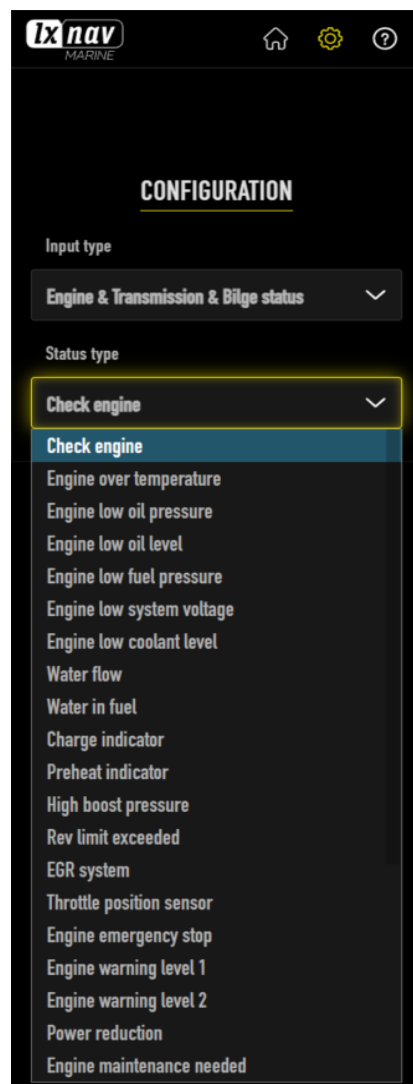 lx nav
MARINE
?
CONFIGURATION
Input type
Engine & Transmission & Bilge status
Status type
Check engine
Check engine
Engine over temperature
Engine low oil pressure
Engine low oil level
Engine low fuel pressure
Engine low system voltage
Engine low coolant level
Water flow
Water in fuel
Charge indicator
Preheat indicator
High boost pressure
Rev limit exceeded
EGR system
Throttle position sensor
Engine emergency stop
Engine warning level 1
Engine warning level 2
Power reduction
Engine maintenance needed